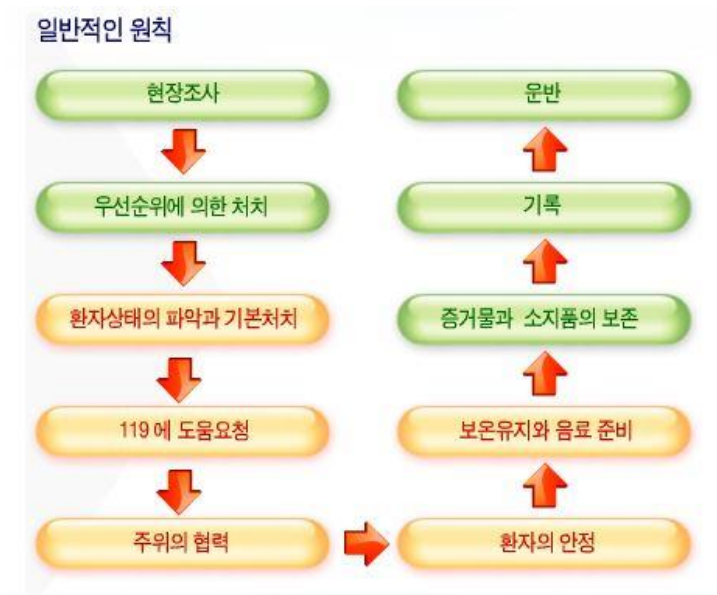 일반적인 원칙
현장조사
우선순위에 의한 처치
환자상태의 파악과 기본처치
119에 도움요청
주위의 협력
환자의 안정
보온유지와 음료 준비
증거물과 소지품의 보존
기록
운반